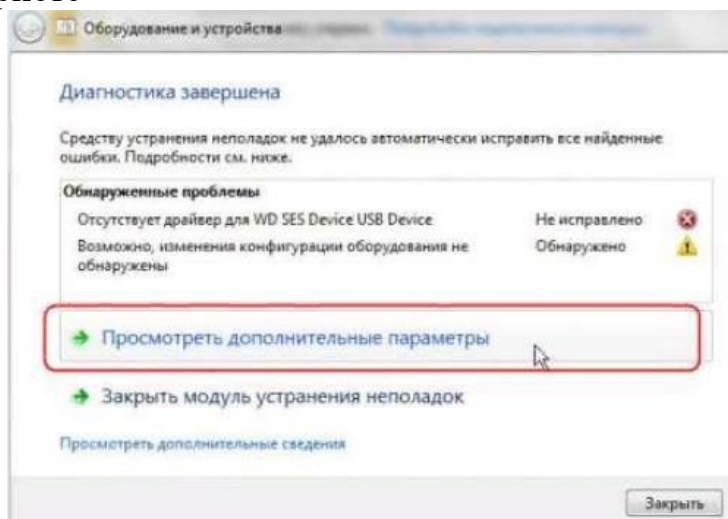 Оборудование и устройства
Диагностика завершена
Средству устранения неполадок не удалось автоматически исправить все найденные
ошибки. Подробности см. ниже.
Обнаруженные проблемы
Отсутствует драйвер для WD SES Device USB Device Не исправлено
Возможно, изменения конфигурации оборудования не Обнаружено
обнаружены
Просмотреть дополнительные параметры
Закрыть модуль устранения неполадок
Просмотреть дополнительные сведения
Закрыть